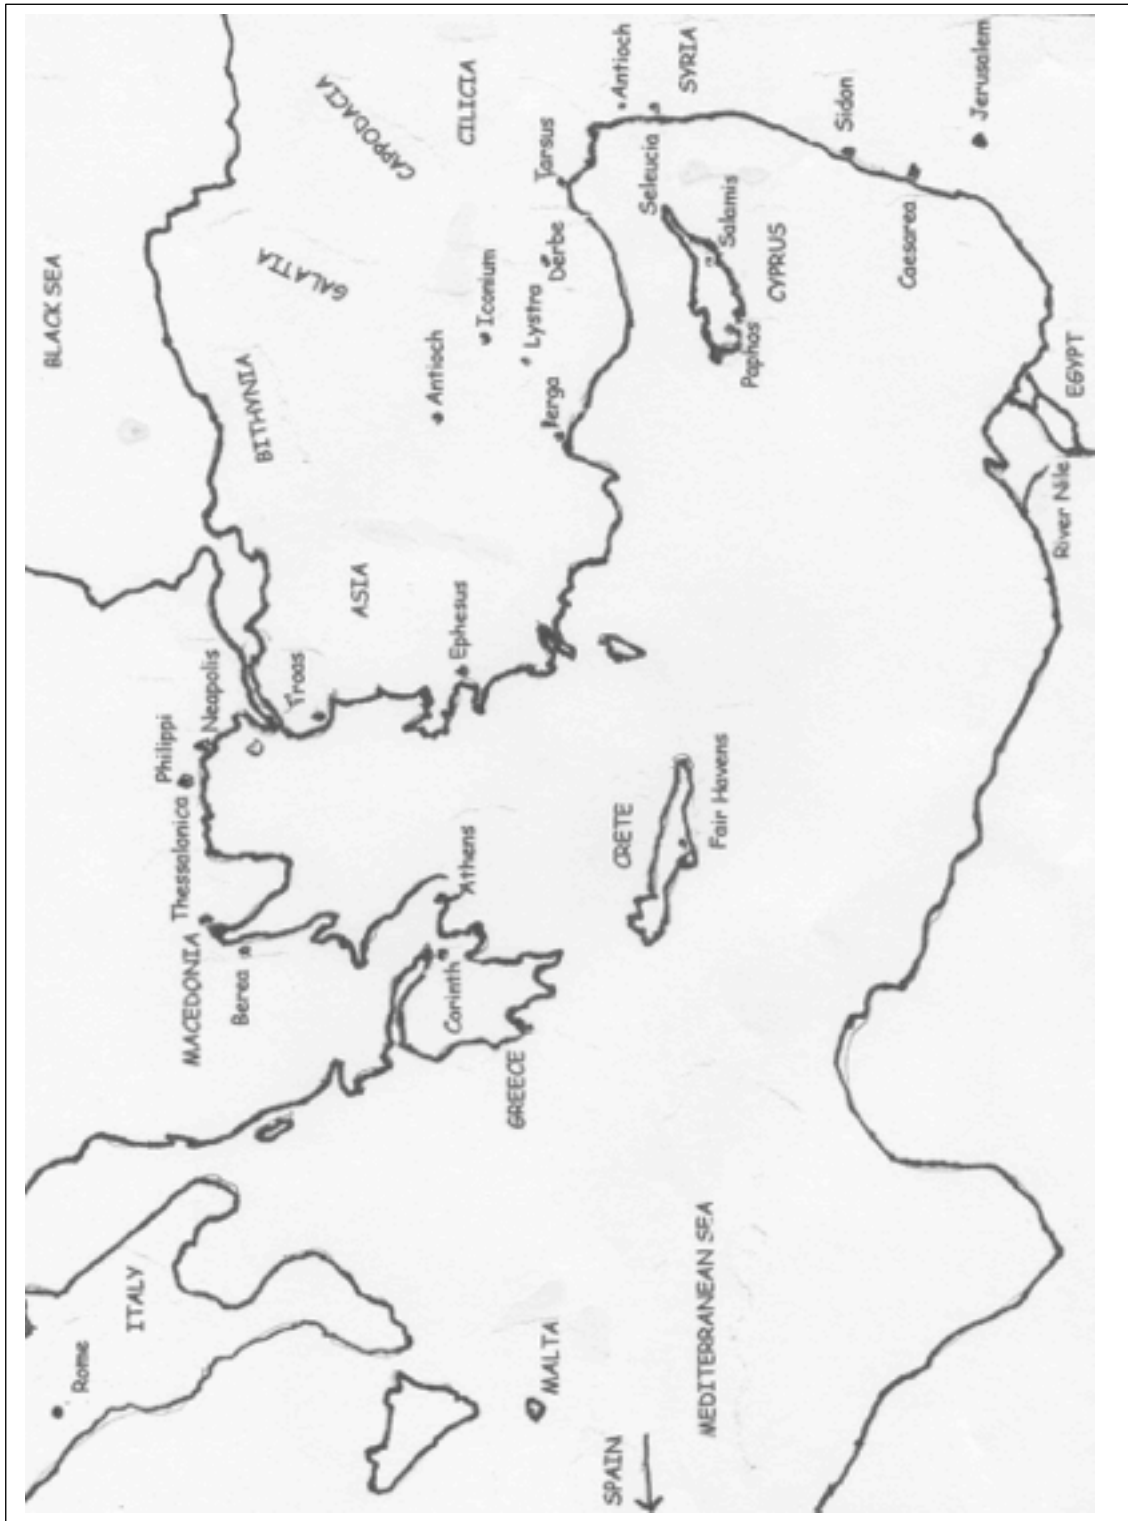 BLACK SEA
BITHYNIA
GALATIA
CAPPODACIA
CILICIA
ASIA
MACEDONIA
Philippi
Neapolis
Thessalonica
Berea
Troas
Ephesus
Antioch
Iconium
Lystra
Derbe
Perga
Tarsus
Antioch
Seleucia
SYRIA
Salamis
Paphos
CYPRUS
Sidon
Caesarea
Jerusalem
EGYPT
River Nile
Athens
Corinth
GREECE
CRETE
Fair Havens
ITALY
Rome
MALTA
SPAIN
MEDITERRANEAN SEA